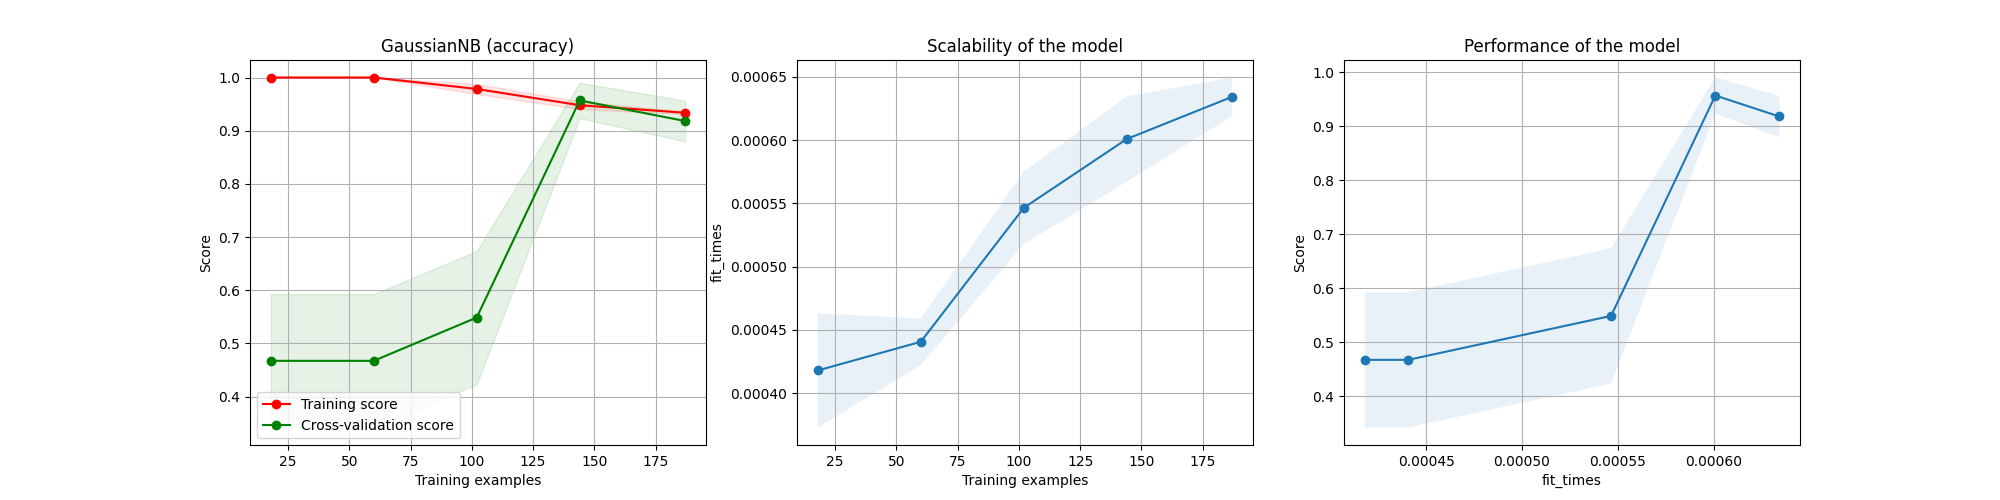 GaussianNB (accuracy)
Score
1.0
0.9
0.8
0.7
0.6
0.5
0.4
Training score
Cross-validation score
25 50 75 100 125 150 175
Training examples
Scalability of the model
fit_times
0.00065
0.00060
0.00055
0.00050
0.00045
0.00040
25 50 75 100 125 150 175
Training examples
Performance of the model
Score
1.0
0.9
0.8
0.7
0.6
0.5
0.4
0.00045 0.00050 0.00055 0.00060
fit_times